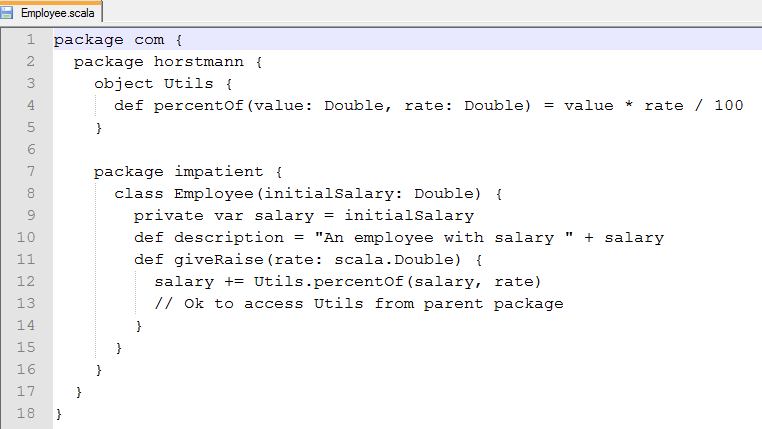 Employee.scala
1 package com {
2   package horstmann {
3     object Utils {
4       def percentOf(value: Double, rate: Double) = value * rate / 100
5     }
6
7     package impatient {
8       class Employee(initialSalary: Double) {
9         private var salary = initialSalary
10         def description = "An employee with salary " + salary
11         def giveRaise(rate: scala.Double) {
12           salary += Utils.percentOf(salary, rate)
13           // Ok to access Utils from parent package
14         }
15       }
16     }
17   }
18 }